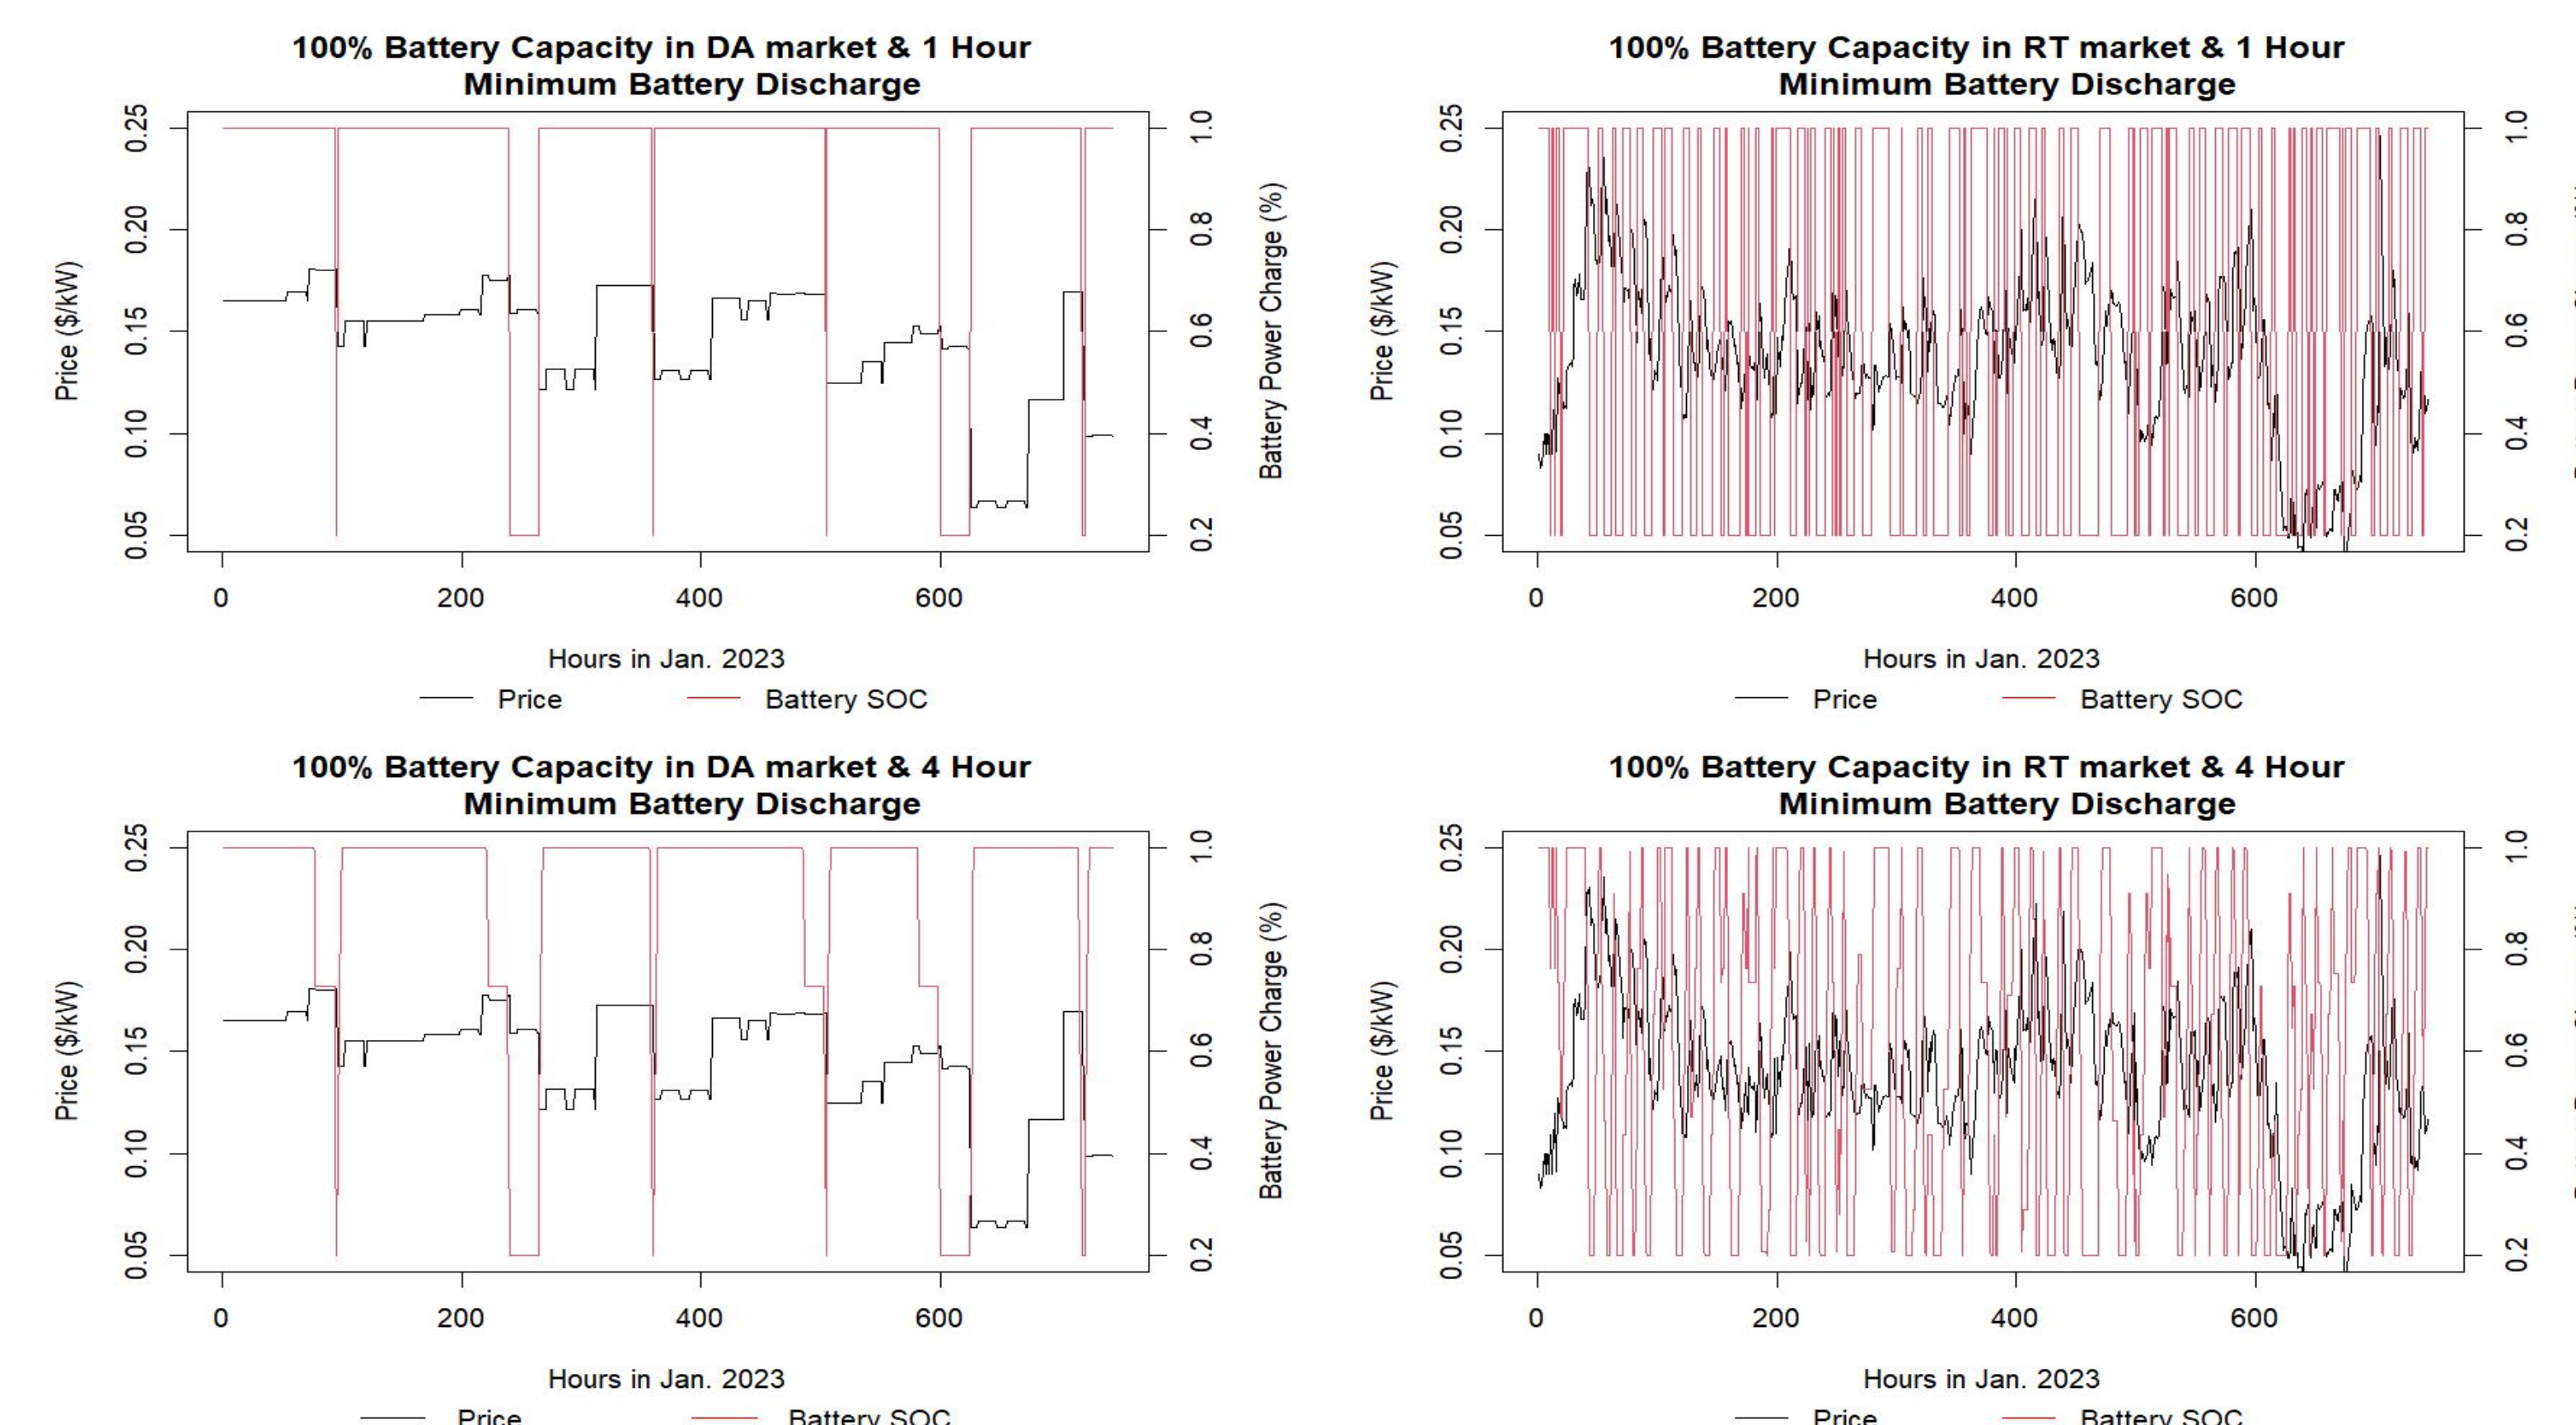 100% Battery Capacity in DA market & 1 Hour
Minimum Battery Discharge
0.25
0.20
0.15
0.10
0.05
Price ($/kW)
1.0
0.8
0.6
0.4
0.2
Battery Power Charge (%)
0 200 400 600
Hours in Jan. 2023
Price Battery SOC
100% Battery Capacity in RT market & 1 Hour
Minimum Battery Discharge
0.25
0.20
0.15
0.10
0.05
Price ($/kW)
1.0
0.8
0.6
0.4
0.2
0 200 400 600
Hours in Jan. 2023
Price Battery SOC
100% Battery Capacity in DA market & 4 Hour
Minimum Battery Discharge
0.25
0.20
0.15
0.10
0.05
Price ($/kW)
1.0
0.8
0.6
0.4
0.2
Battery Power Charge (%)
0 200 400 600
Hours in Jan. 2023
Price Battery SOC
100% Battery Capacity in RT market & 4 Hour
Minimum Battery Discharge
0.25
0.20
0.15
0.10
0.05
Price ($/kW)
1.0
0.8
0.6
0.4
0.2
0 200 400 600
Hours in Jan. 2023
Price Battery SOC